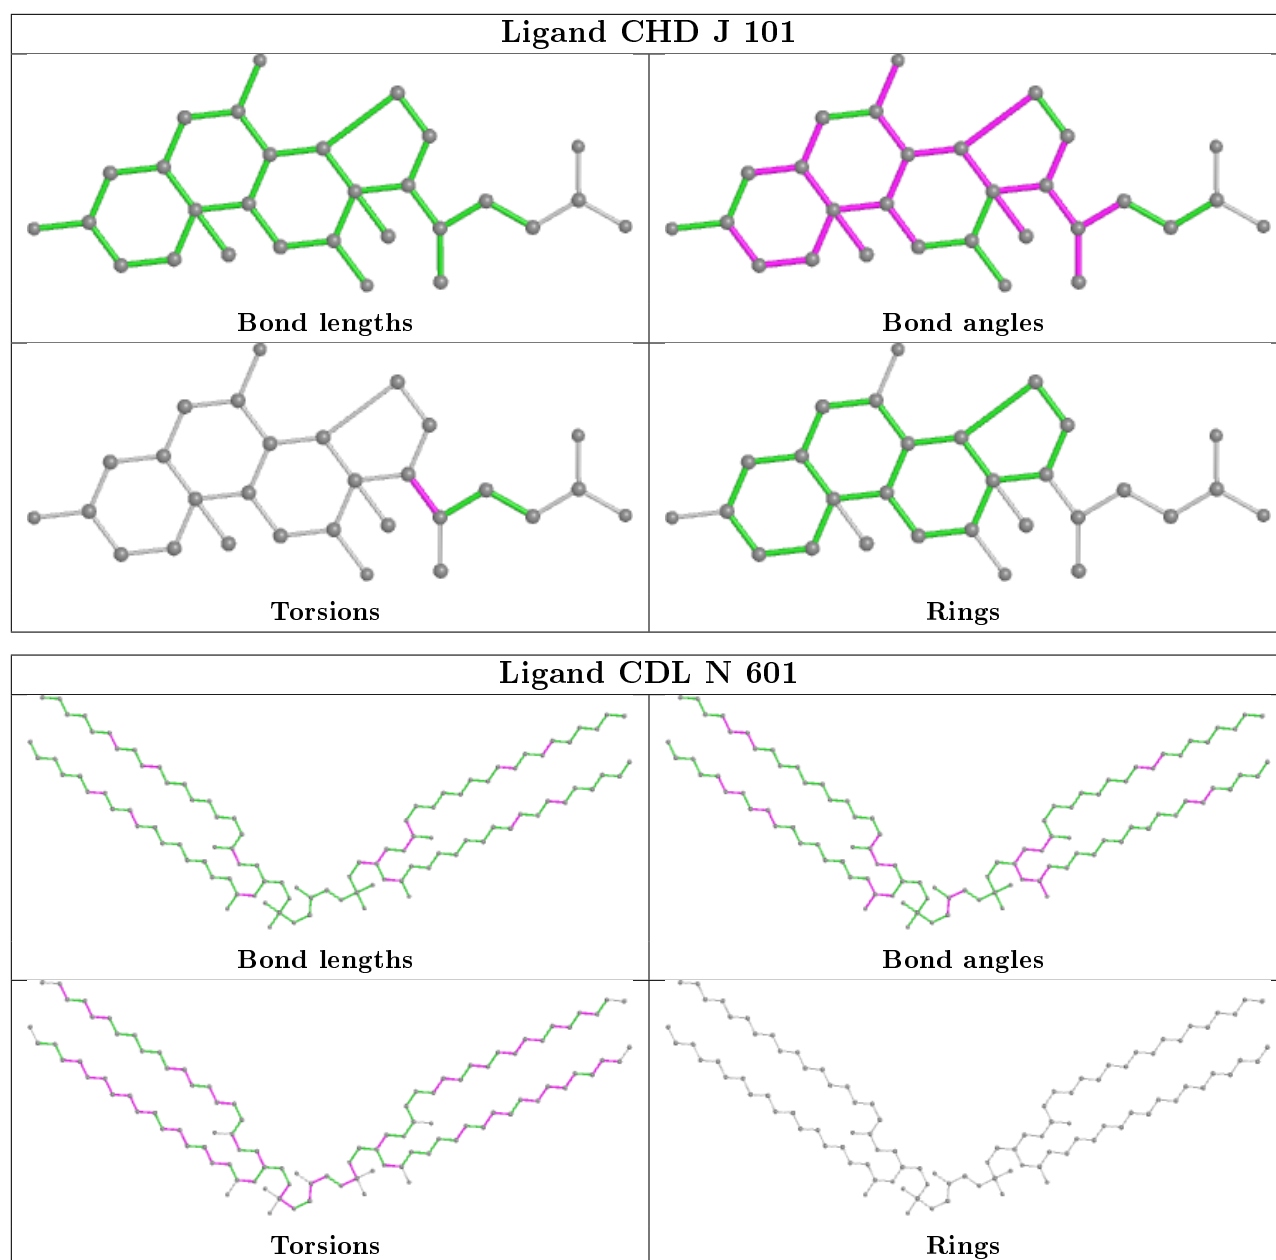 Ligand CHD J 101
Bond lengths
Bond angles
Torsions
Rings
Ligand CDL N 601
Bond lengths
Bond angles
Torsions
Rings